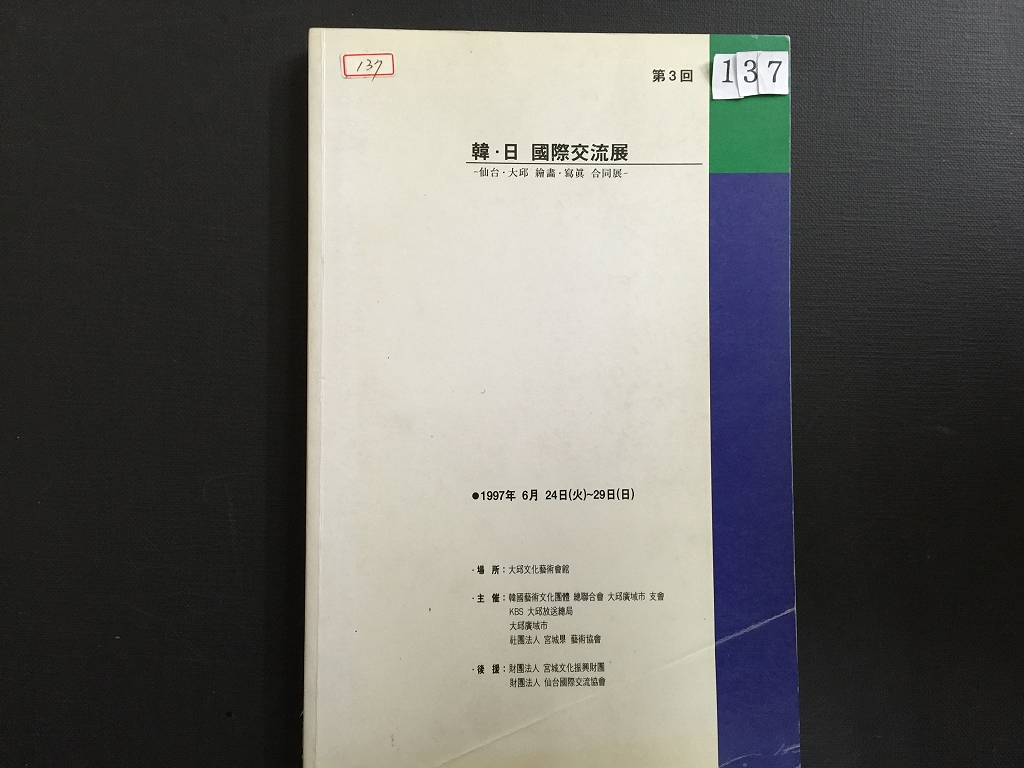 137
第3回
137
韓·日 國際交流展
-仙台·大邱 繪畵·寫眞 合同展-
●1997年 6月 24日(火)~29日(日)
·場 所：大邱文化藝術會館
·主 催：韓國藝術文化團體 總聯合會 大邱廣域市 支會
KBS 大邱放送總局
大邱廣域市
社團法人 宮城県 藝術協會
·後 援：財團法人 宮城文化振興財團
財團法人 仙台國際交流協會